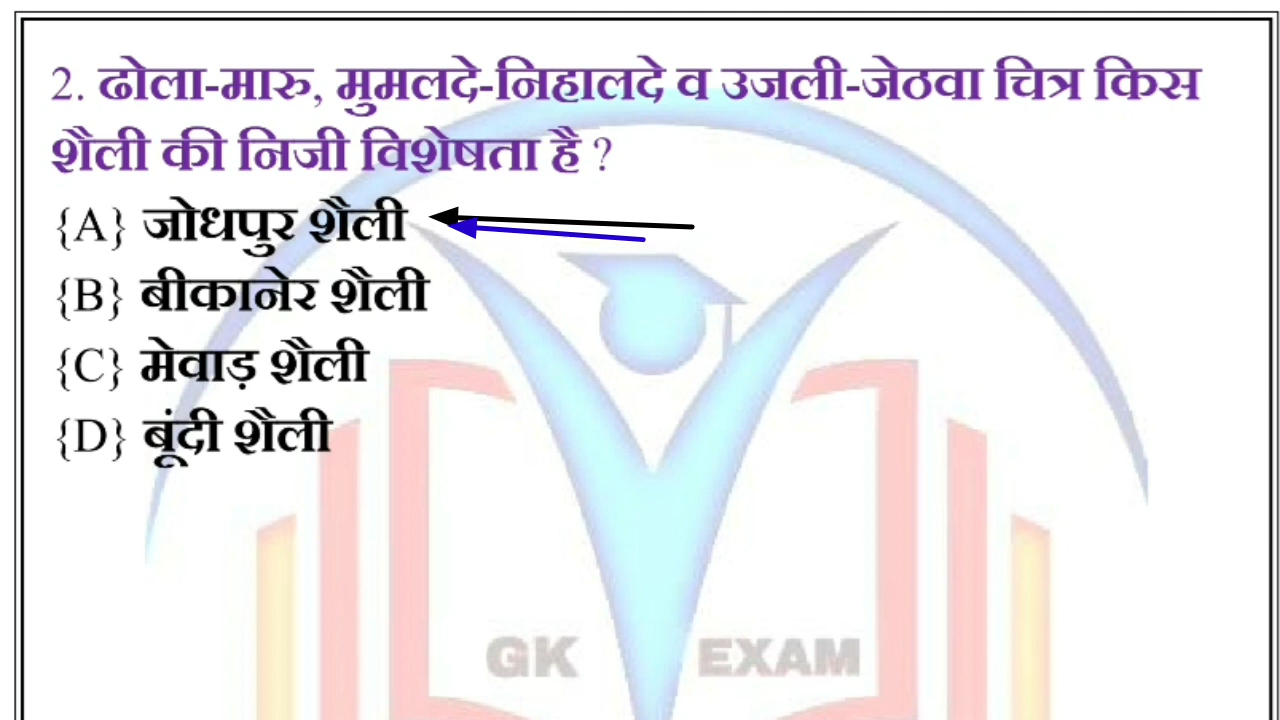 2. ढोला-मारु, मुमलदे-निहालदे व उजली-जेठवा चित्र किस
शैली की निजी विशेषता है ?
{A} जोधपुर शैली
{B} बीकानेर शैली
{C} मेवाड़ शैली
{D} बूंदी शैली
GK EXAM